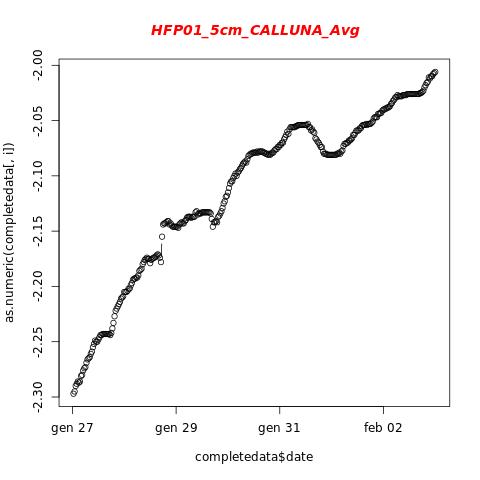 HFP01_5cm_CALLUNA_Avg
as.numeric(completedata[, i])
-2.00
-2.05
-2.10
-2.15
-2.20
-2.25
-2.30
gen 27 gen 29 gen 31 feb 02
completedata$date